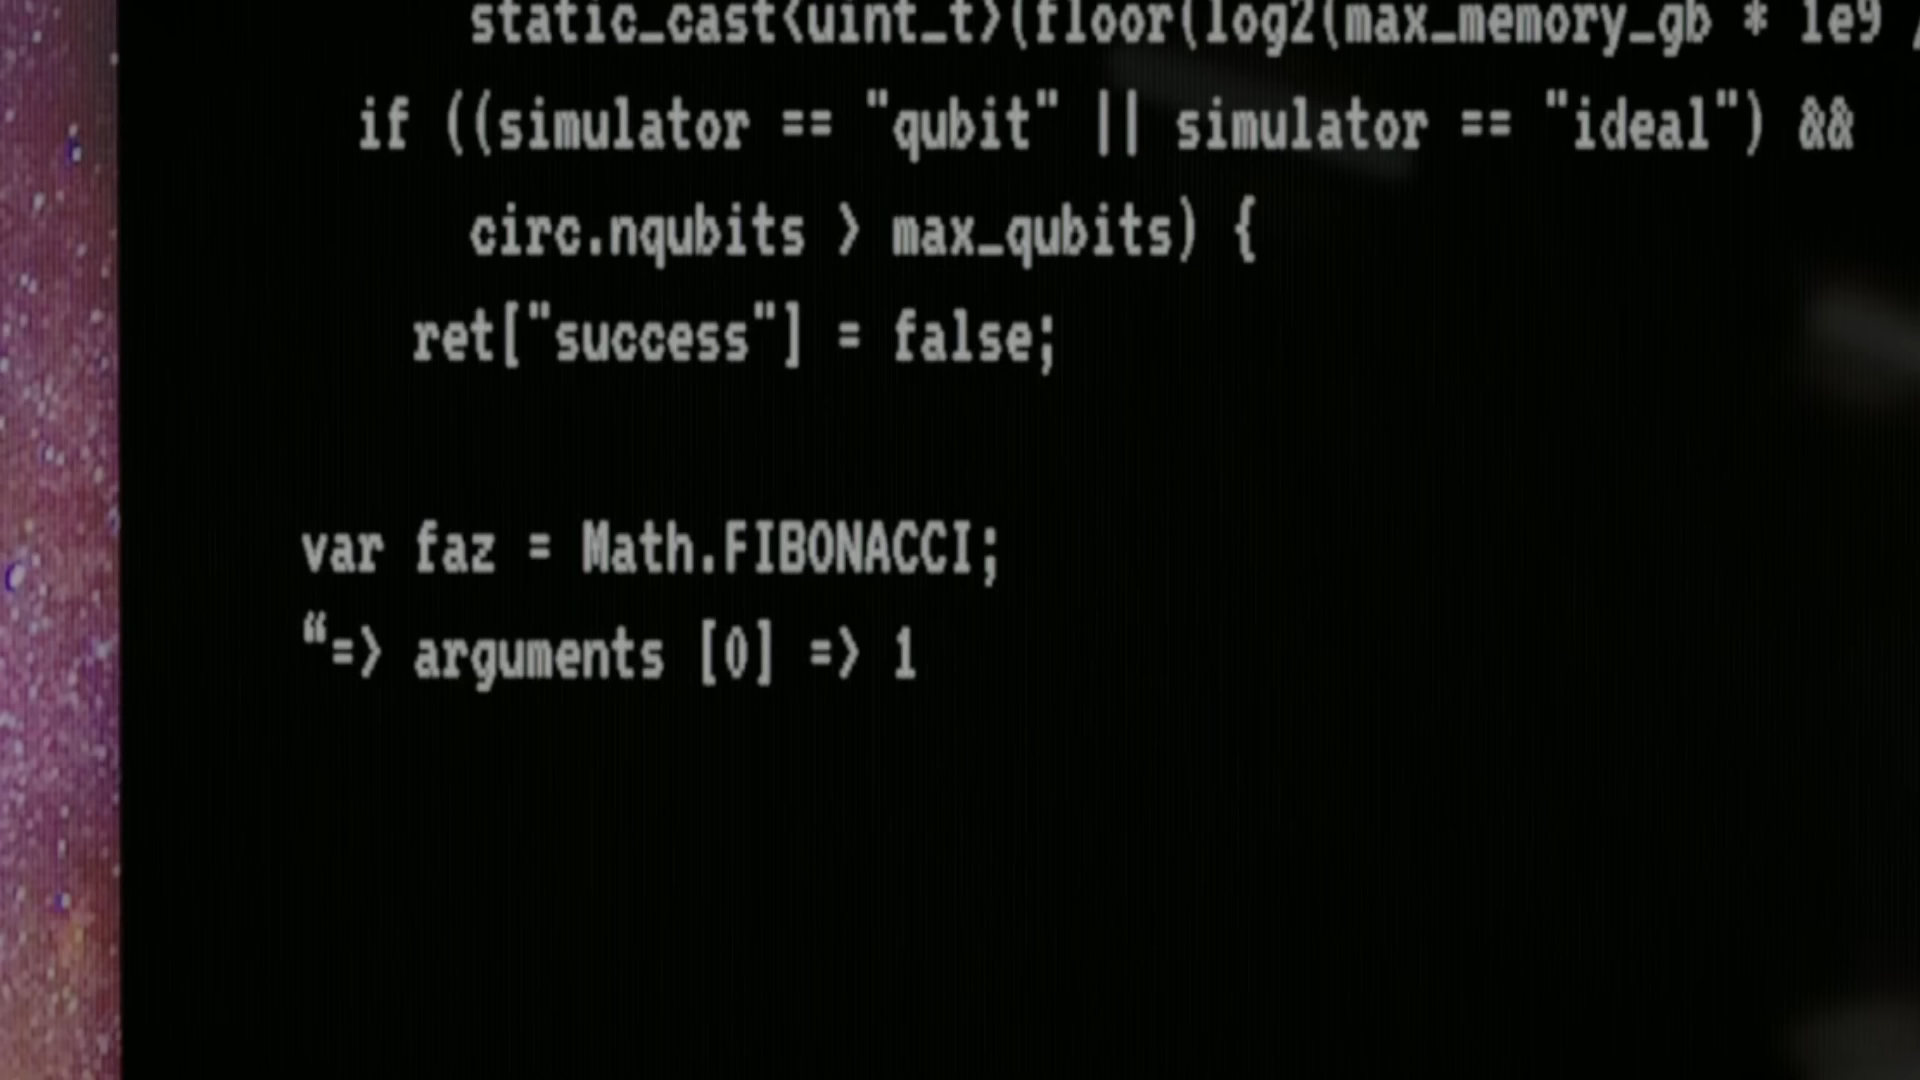 static_cast<uint_t>(floor(log2(max_memory_gb * 1e9 /
if ((simulator == "qubit" || simulator == "ideal") &&
circ.nqubits > max_qubits) {
ret["success"] = false;
var faz = Math.FIBONACCI;
“=> arguments [0] => 1